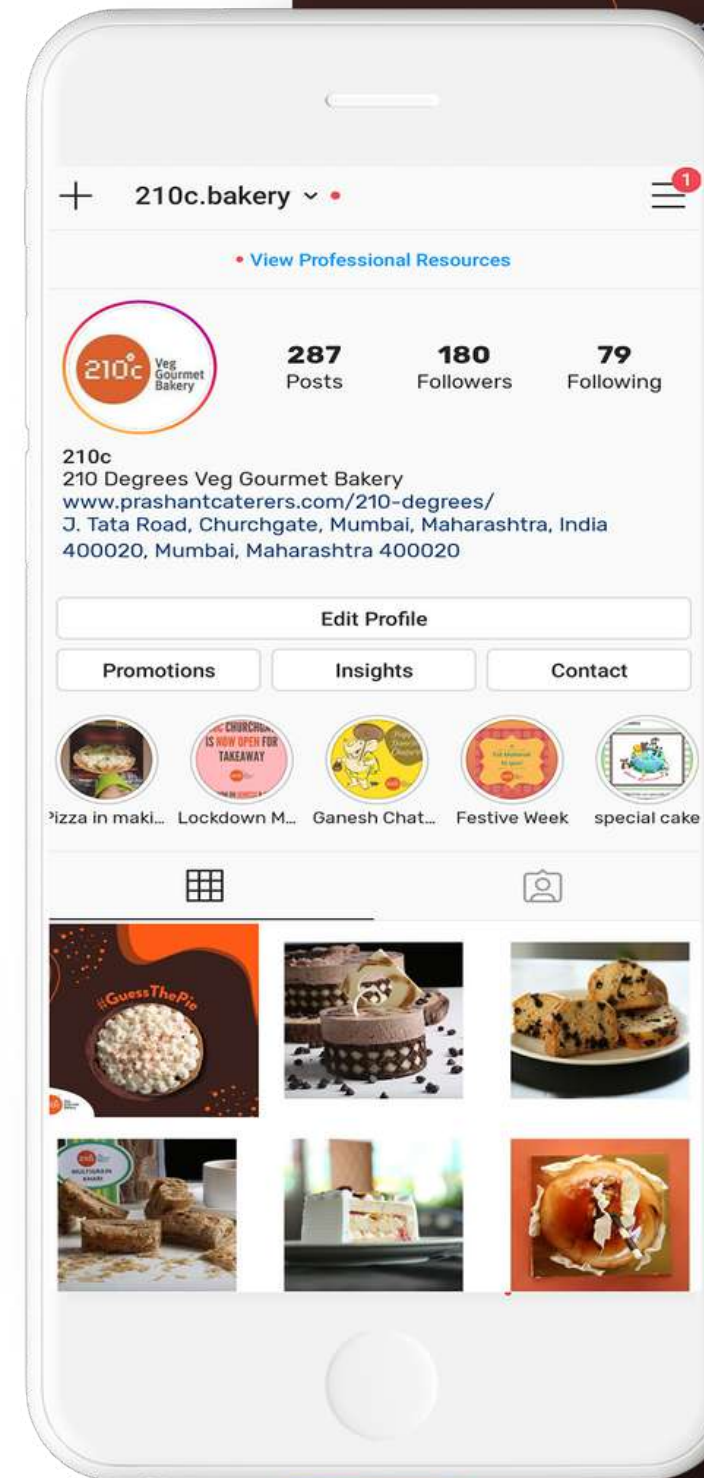 210c.bakery
1
View Professional Resources
210°c Veg
Gourmet
Bakery
287
Posts
180
Followers
79
Following
210c
210 Degrees Veg Gourmet Bakery
www.prashantcaterers.com/210-degrees/
J. Tata Road, Churchgate, Mumbai, Maharashtra, India
400020, Mumbai, Maharashtra 400020
Edit Profile
Promotions
Insights
Contact
IS NOW OPEN FOR
TAKEAWAY
Pizza in maki...
Lockdown M...
Ganesh Chat...
Festive Week
special cake
#GuessThePie
MULTIGRAIN
KHARI